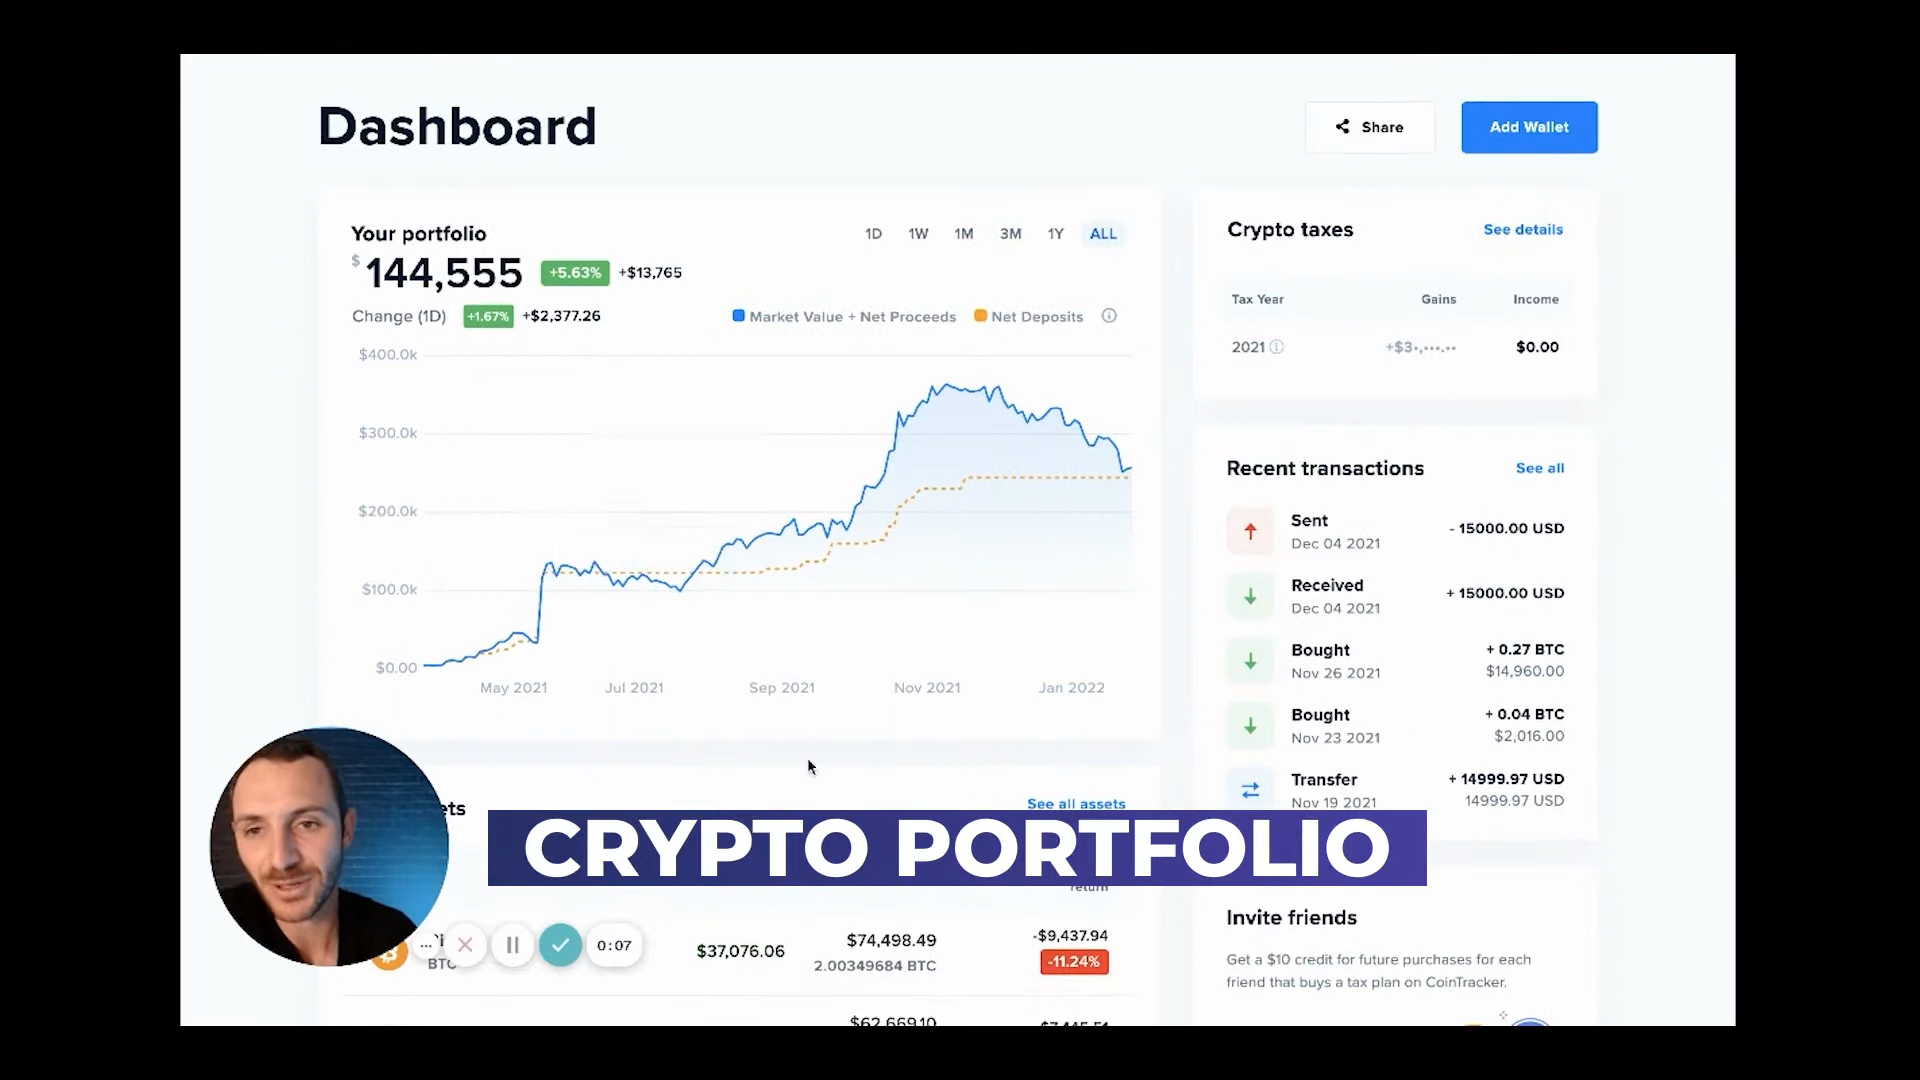 Dashboard
Share
Add Wallet
Your portfolio
$ 144,555 +5.63% +$13,765
Change (1D) +1.67% +$2,377.26
1D 1W 1M 3M 1Y ALL
Market Value + Net Proceeds Net Deposits
$400.0k
$300.0k
$200.0k
$100.0k
$0.00
May 2021 Jul 2021 Sep 2021 Nov 2021 Jan 2022
Crypto taxes See details
Tax Year Gains Income
2021 +$3•,•••.•• $0.00
Recent transactions See all
Sent - 15000.00 USD
Dec 04 2021
Received + 15000.00 USD
Dec 04 2021
Bought + 0.27 BTC
Nov 26 2021 $14,960.00
Bought + 0.04 BTC
Nov 23 2021 $2,016.00
Transfer + 14999.97 USD
Nov 19 2021 14999.97 USD
See all assets
CRYPTO PORTFOLIO
return
0:07
BTC
$37,076.06
$74,498.49
2.00349684 BTC
-$9,437.94
-11.24%
$62,669.10
Invite friends
Get a $10 credit for future purchases for each
friend that buys a tax plan on CoinTracker.